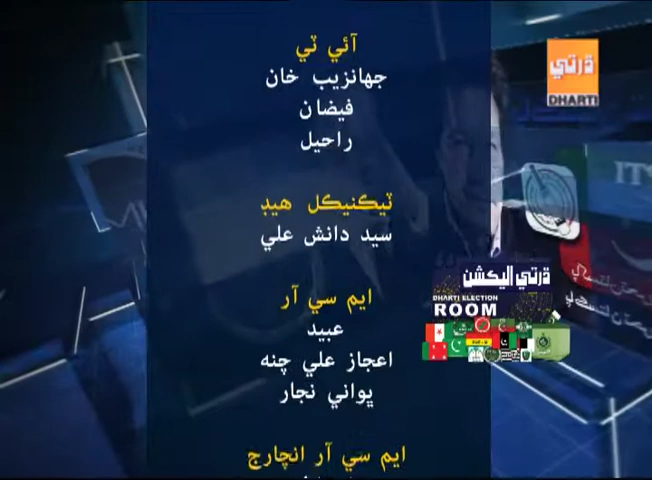 آئي ٽي
جهانزيب خان
فيضان
راحيل
ٽيڪنيڪل هيڊ
سيد دانش علي
ايم سي آر
عبيد
اعجاز علي چنه
ڀواني نجار
ايم سي آر انچارج
ڌرتي
DHARTI
ڌرتي اليڪشن
DHARTI ELECTION
ROOM